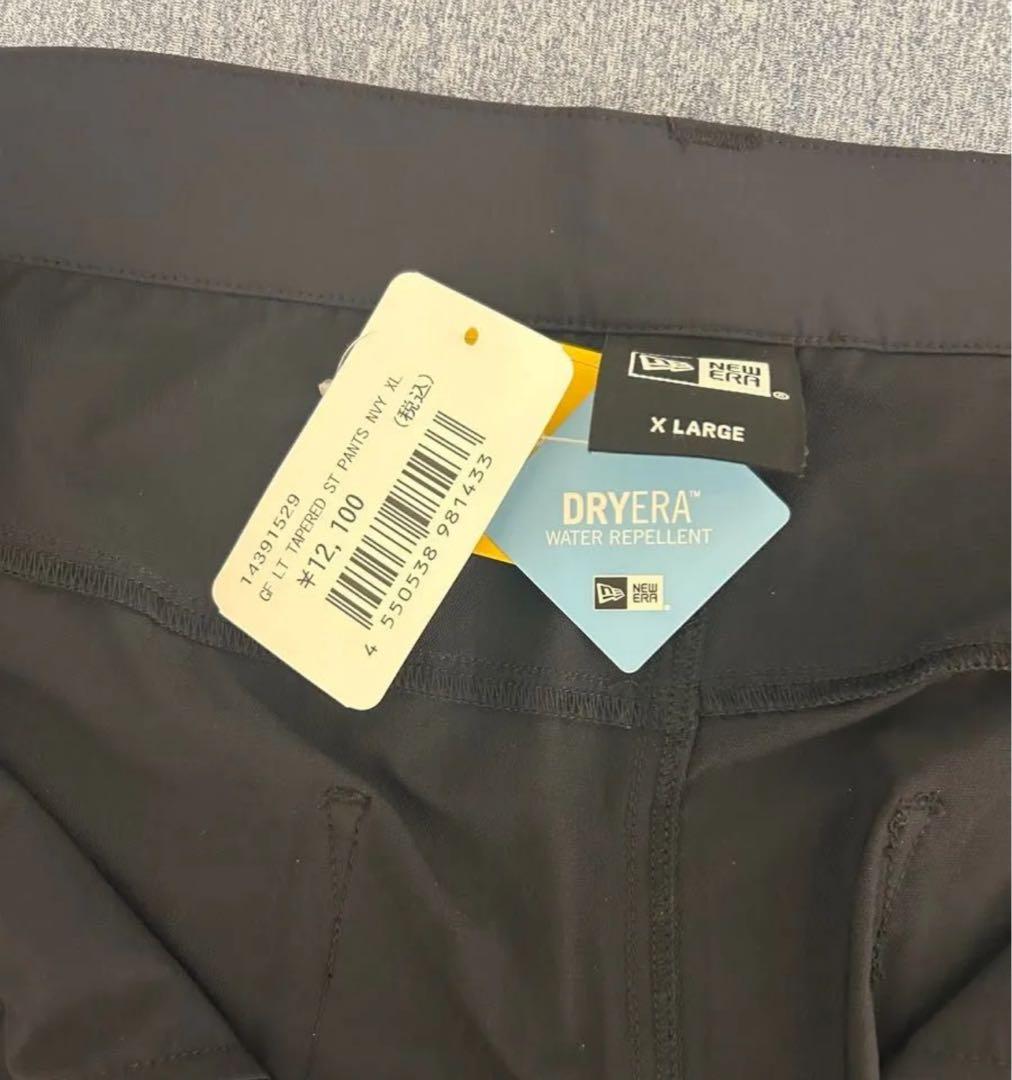 14391529
GF LT TAPERED ST PANTS NVY XL
¥12,100
(税込)
4 550538 981433
NEW ERA®
X LARGE
DRYERA™
WATER REPELLENT
NEW ERA®